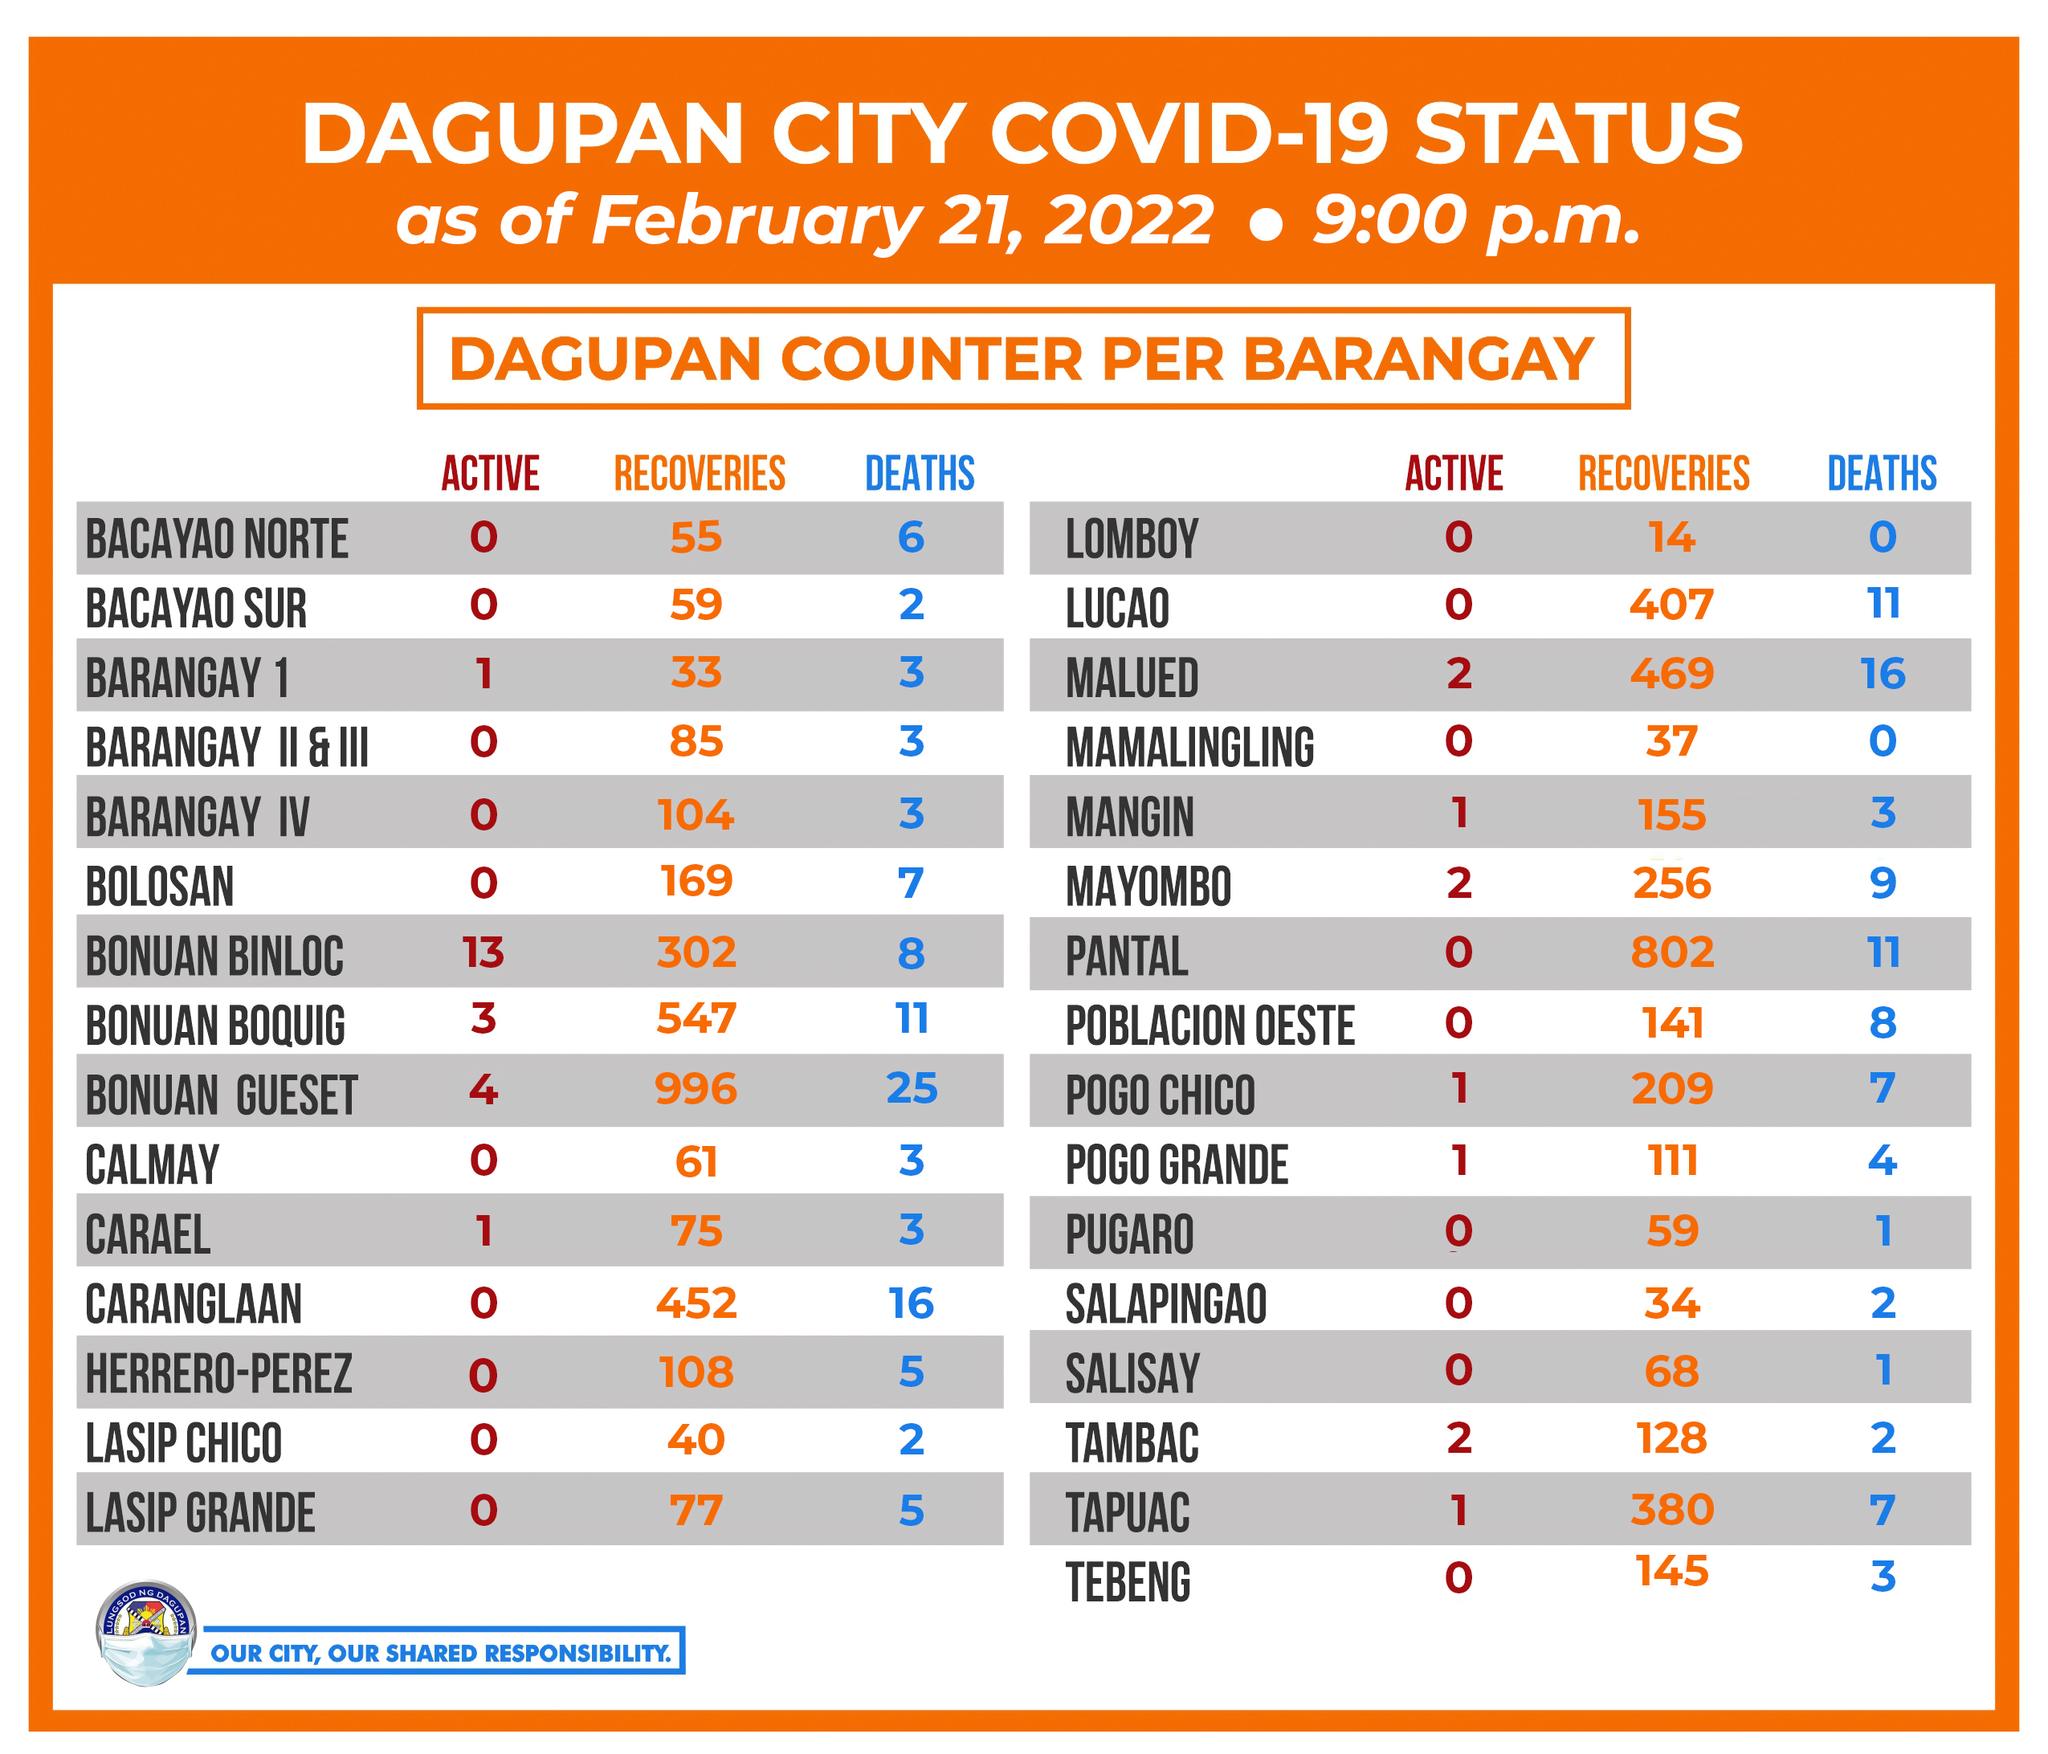 DAGUPAN CITY COVID-19 STATUS
as of February 21, 2022 ● 9:00 p.m.
DAGUPAN COUNTER PER BARANGAY
ACTIVE RECOVERIES DEATHS
BACAYAO NORTE 0 55 6
BACAYAO SUR 0 59 2
BARANGAY 1 1 33 3
BARANGAY II & III 0 85 3
BARANGAY IV 0 104 3
BOLOSAN 0 169 7
BONUAN BINLOC 13 302 8
BONUAN BOQUIG 3 547 11
BONUAN GUESET 4 996 25
CALMAY 0 61 3
CARAEL 1 75 3
CARANGLAAN 0 452 16
HERRERO-PEREZ 0 108 5
LASIP CHICO 0 40 2
LASIP GRANDE 0 77 5
ACTIVE RECOVERIES DEATHS
LOMBOY 0 14 0
LUCAO 0 407 11
MALUED 2 469 16
MAMALINGLING 0 37 0
MANGIN 1 155 3
MAYOMBO 2 256 9
PANTAL 0 802 11
POBLACION OESTE 0 141 8
POGO CHICO 1 209 7
POGO GRANDE 1 111 4
PUGARO 0 59 1
SALAPINGAO 0 34 2
SALISAY 0 68 1
TAMBAC 2 128 2
TAPUAC 1 380 7
TEBENG 0 145 3
LUNGSOD NG DAGUPAN
OUR CITY, OUR SHARED RESPONSIBILITY.